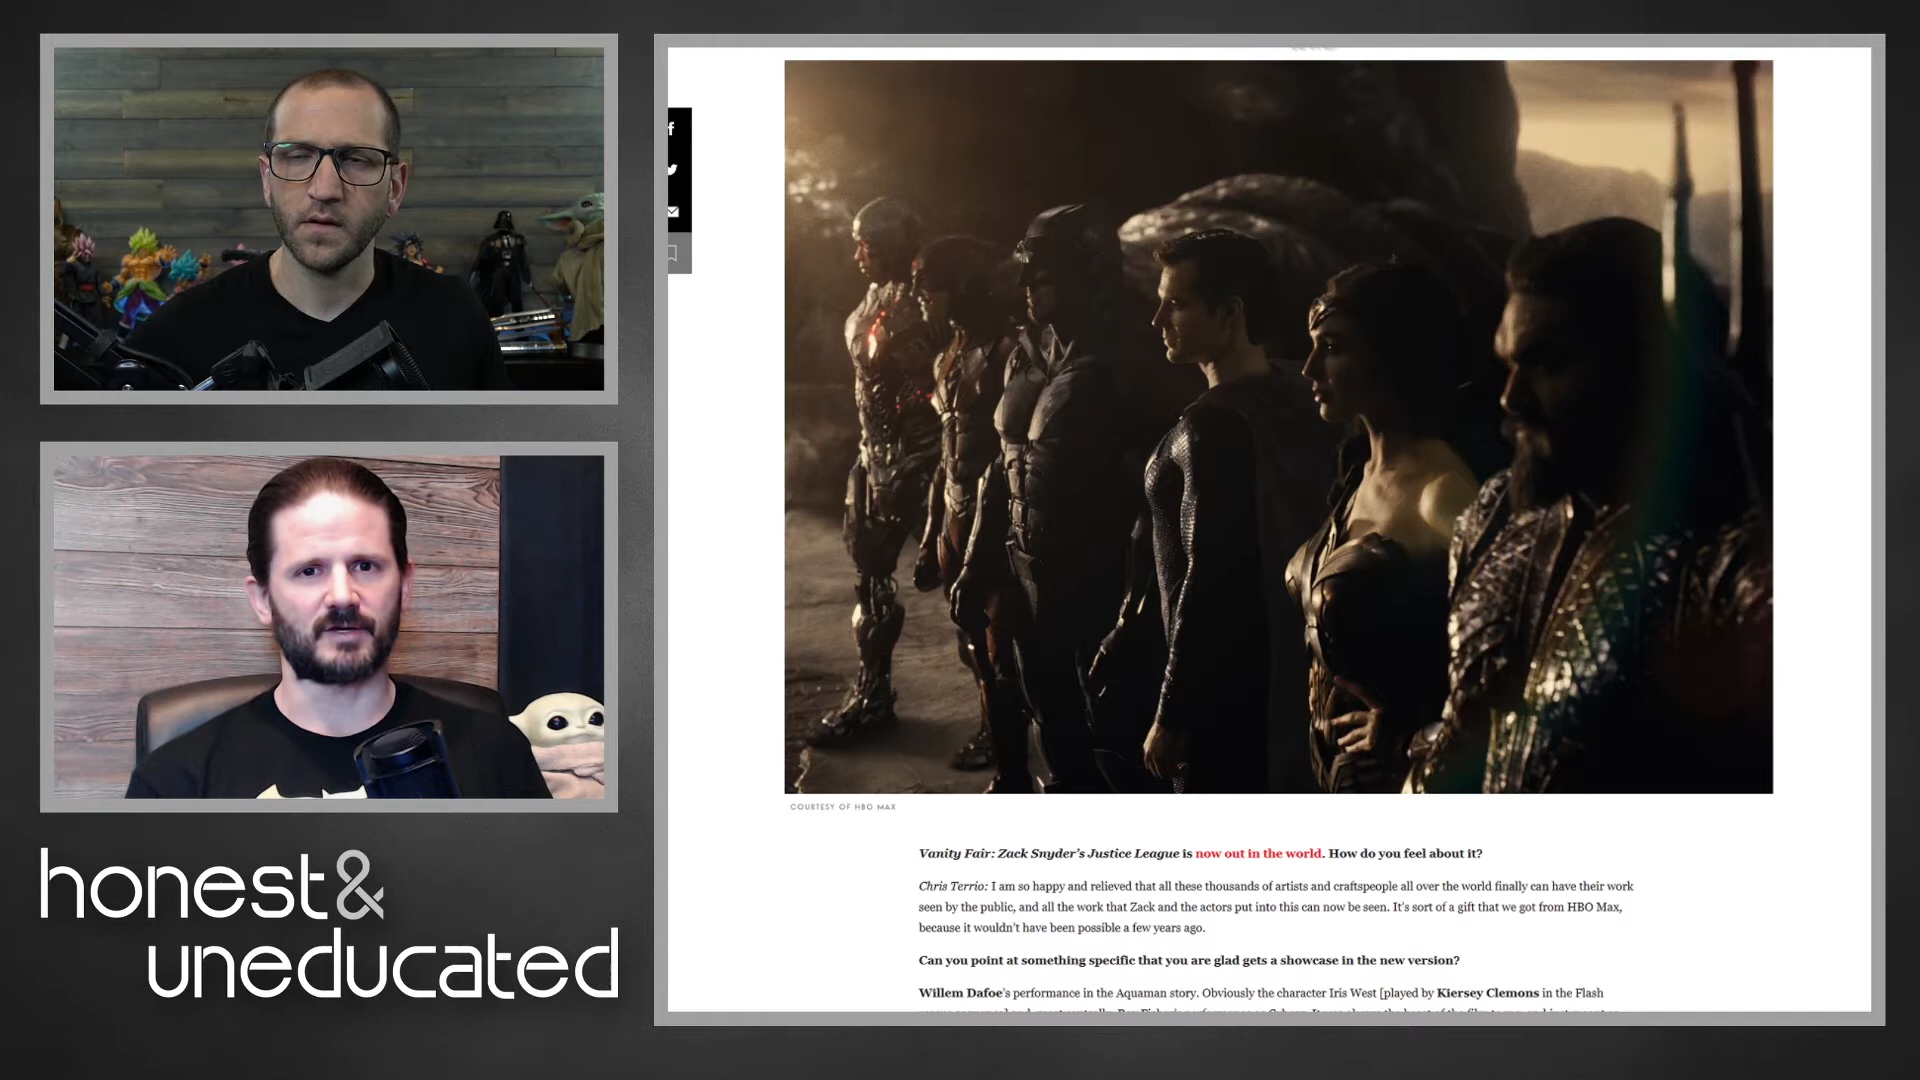 honest&
uneducated
COURTESY OF HBO MAX
Vanity Fair: Zack Snyder's Justice League is now out in the world. How do you feel about it?
Chris Terrio: I am so happy and relieved that all these thousands of artists and craftspeople all over the world finally can have their work
seen by the public, and all the work that Zack and the actors put into this can now be seen. It's sort of a gift that we got from HBO Max,
because it wouldn't have been possible a few years ago.
Can you point at something specific that you are glad gets a showcase in the new version?
Willem Dafoe's performance in the Aquaman story. Obviously the character Iris West [played by Kiersey Clemons in the Flash